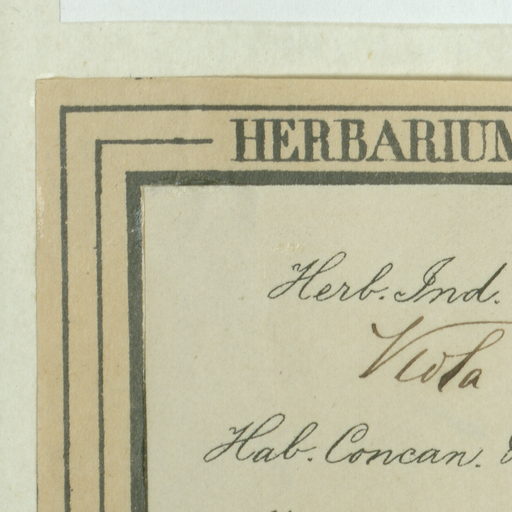 HERBARIUM
Herb. Ind.
Viola
Hab. Concan.